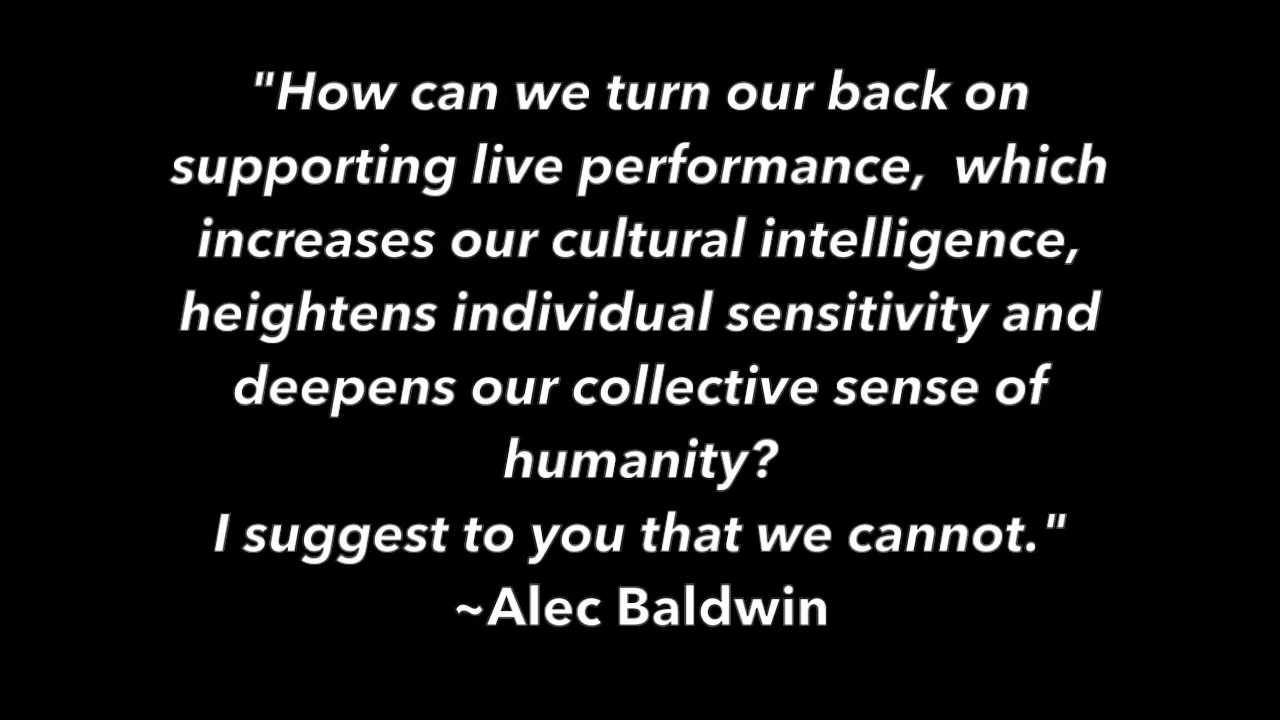 "How can we turn our back on
supporting live performance,  which
increases our cultural intelligence,
heightens individual sensitivity and
deepens our collective sense of
humanity?
I suggest to you that we cannot."
~Alec Baldwin